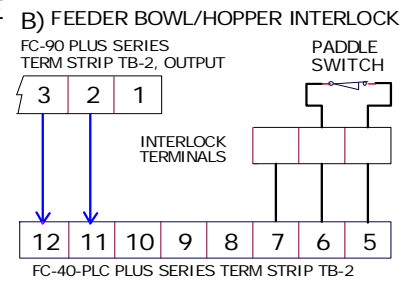 B) FEEDER BOWL/HOPPER INTERLOCK
FC-90 PLUS SERIES
TERM STRIP TB-2, OUTPUT
PADDLE
SWITCH
3 2 1
INTERLOCK
TERMINALS
12 11 10 9 8 7 6 5
FC-40-PLC PLUS SERIES TERM STRIP TB-2